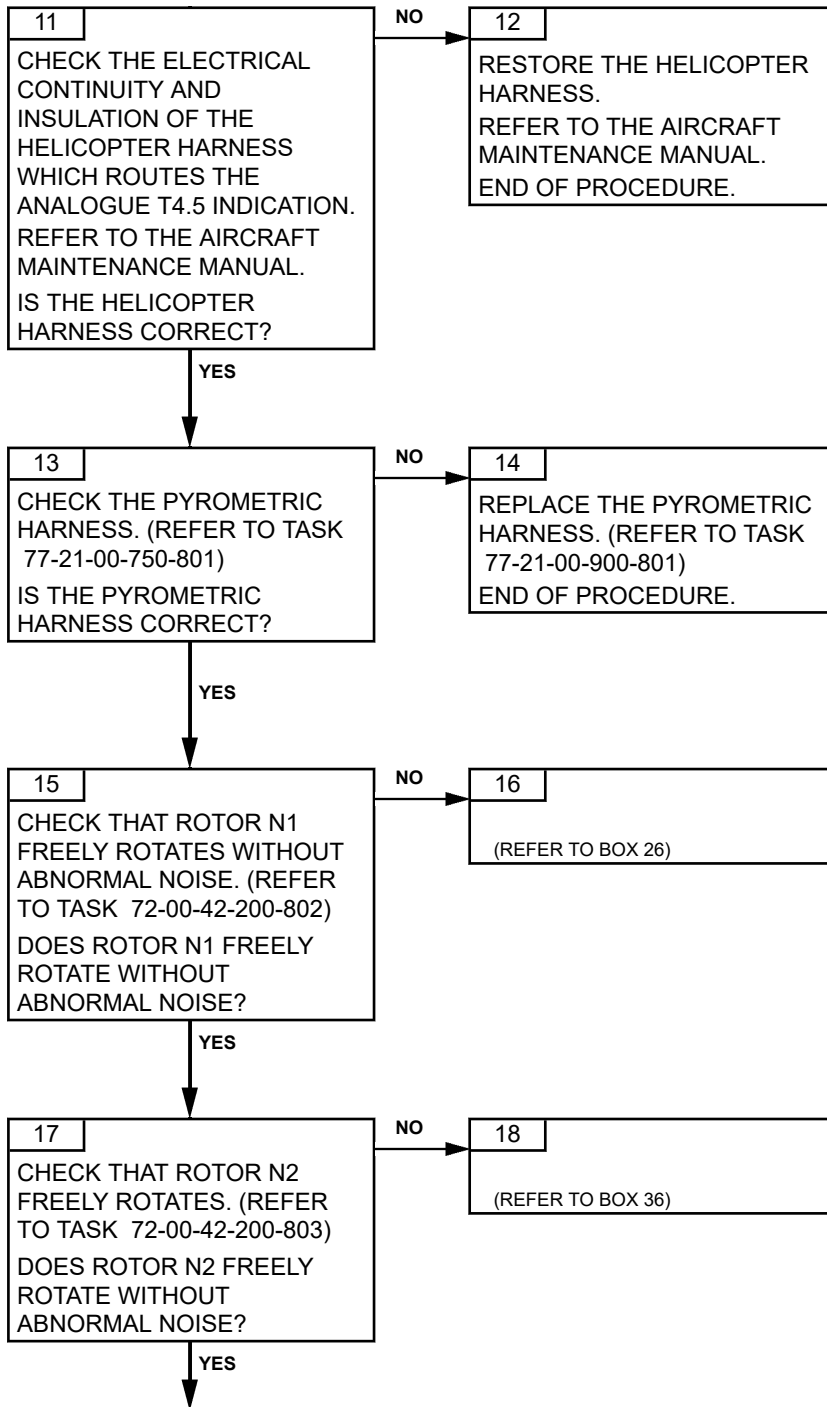 11
CHECK THE ELECTRICAL
CONTINUITY AND
INSULATION OF THE
HELICOPTER HARNESS
WHICH ROUTES THE
ANALOGUE T4.5 INDICATION.
REFER TO THE AIRCRAFT
MAINTENANCE MANUAL.
IS THE HELICOPTER
HARNESS CORRECT?
NO
12
RESTORE THE HELICOPTER
HARNESS.
REFER TO THE AIRCRAFT
MAINTENANCE MANUAL.
END OF PROCEDURE.
YES
13
CHECK THE PYROMETRIC
HARNESS. (REFER TO TASK
77-21-00-750-801)
IS THE PYROMETRIC
HARNESS CORRECT?
NO
14
REPLACE THE PYROMETRIC
HARNESS. (REFER TO TASK
77-21-00-900-801)
END OF PROCEDURE.
YES
15
CHECK THAT ROTOR N1
FREELY ROTATES WITHOUT
ABNORMAL NOISE. (REFER
TO TASK 72-00-42-200-802)
DOES ROTOR N1 FREELY
ROTATE WITHOUT
ABNORMAL NOISE?
NO
16
(REFER TO BOX 26)
YES
17
CHECK THAT ROTOR N2
FREELY ROTATES. (REFER
TO TASK 72-00-42-200-803)
DOES ROTOR N2 FREELY
ROTATE WITHOUT
ABNORMAL NOISE?
NO
18
(REFER TO BOX 36)
YES